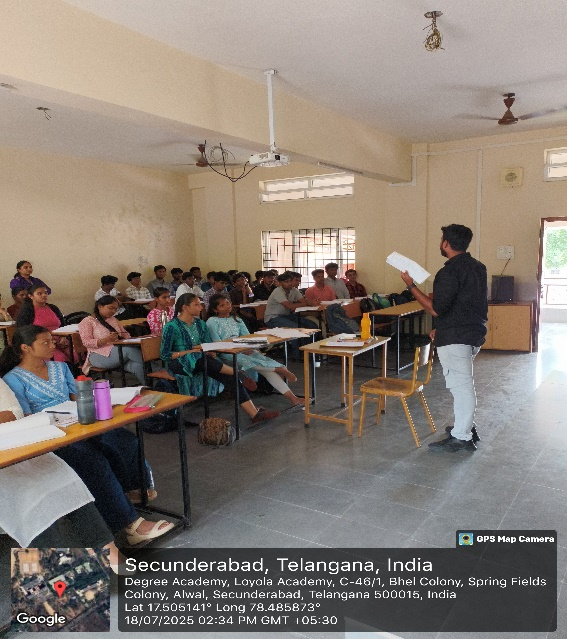 GPS Map Camera
Secunderabad, Telangana, India
Degree Academy, Loyola Academy, C-46/1, Bhel Colony, Spring Fields
Colony, Alwal, Secunderabad, Telangana 500015, India
Lat 17.505141° Long 78.485873°
18/07/2025 02:34 PM GMT +05:30
Google